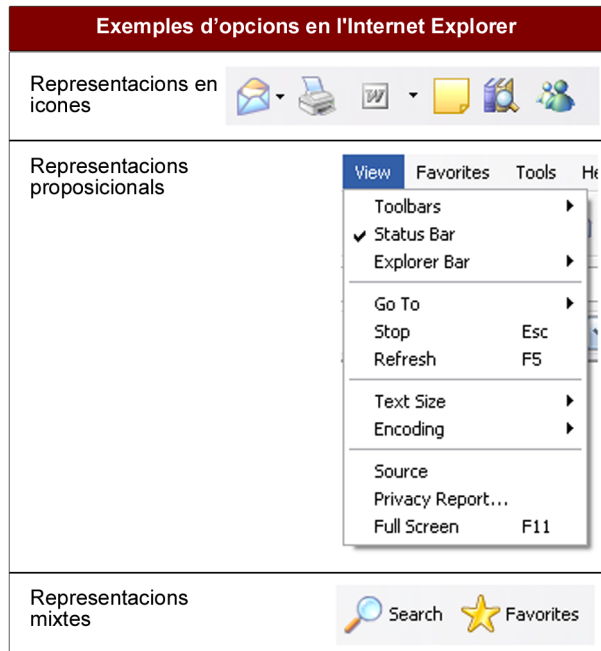 Exemples d’opcions en l'Internet Explorer
Representacions en
icones
W
Representacions
proposicionals
View Favorites Tools He
Toolbars
Status Bar
Explorer Bar
Go To
Stop Esc
Refresh F5
Text Size
Encoding
Source
Privacy Report...
Full Screen F11
Representacions
mixtes
Search Favorites